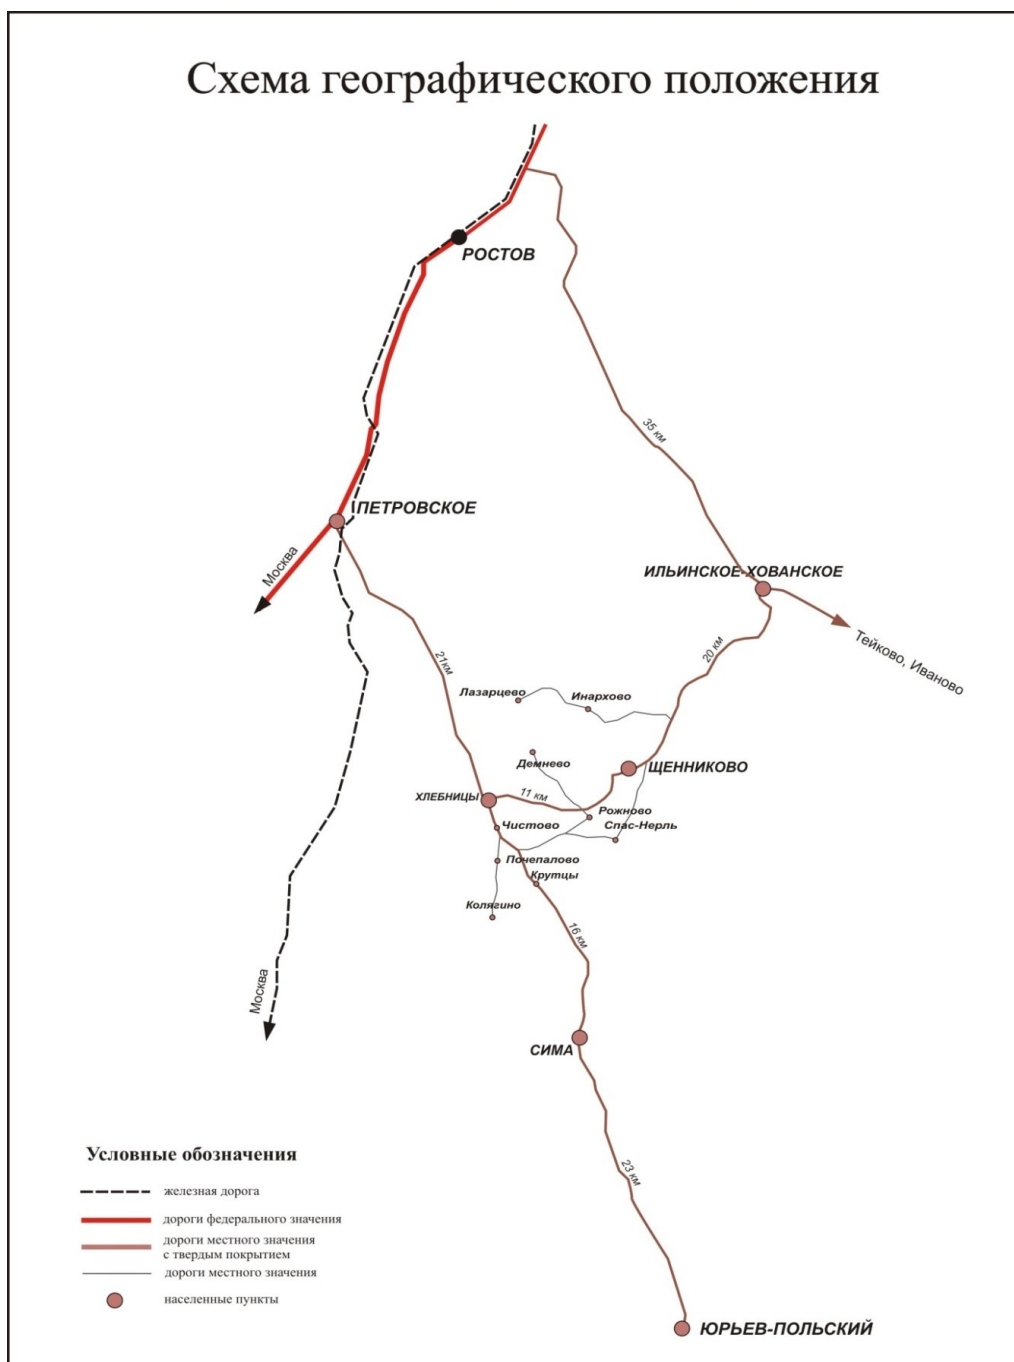 Схема географического положения
РОСТОВ
35 км
ПЕТРОВСКОЕ
Москва
ИЛЬИНСКОЕ-ХОВАНСКОЕ
Тейково, Иваново
20 км
21км
Лазарцево
Инархово
Демнево
ЩЕННИКОВО
ХЛЕБНИЦЫ
11 км
Рожново
Чистово
Спас-Нерль
Почепалово
Крутцы
Колягино
16 км
Москва
СИМА
23 км
ЮРЬЕВ-ПОЛЬСКИЙ
Условные обозначения
железная дорога
дороги федерального значения
дороги местного значения
с твердым покрытием
дороги местного значения
населенные пункты